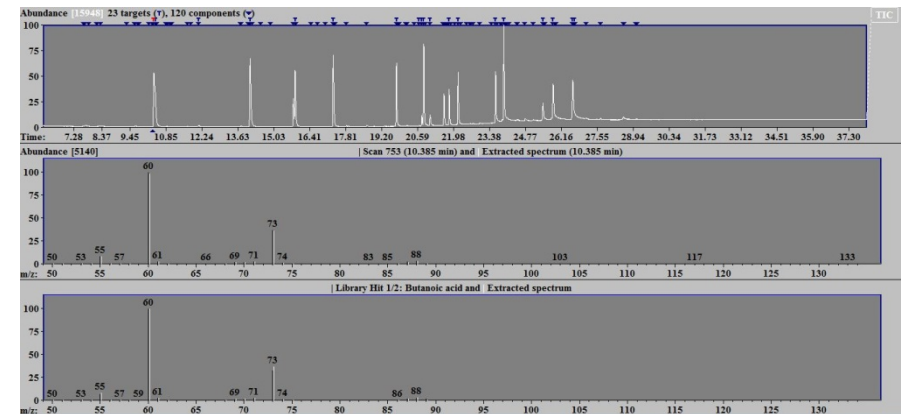 Abundance [15948] 23 targets (T), 120 components (▼)
TIC
100
75
50
25
0
Time: 7.28 8.37 9.45 10.85 12.24 13.63 15.03 16.41 17.81 19.20 20.59 21.98 23.38 24.77 26.16 27.55 28.94 30.34 31.73 33.12 34.51 35.90 37.30
Abundance [5140] | Scan 753 (10.385 min) and | Extracted spectrum (10.385 min)
100
75
50
25
0
60
73
50 53 55 57 61 66 69 71 74 83 85 88 103 117 133
m/z: 50 55 60 65 70 75 80 85 90 95 100 105 110 115 120 125 130
| Library Hit 1/2: Butanoic acid and | Extracted spectrum
100
75
50
25
0
60
73
50 53 55 57 59 61 69 71 74 86 88
m/z: 50 55 60 65 70 75 80 85 90 95 100 105 110 115 120 125 130